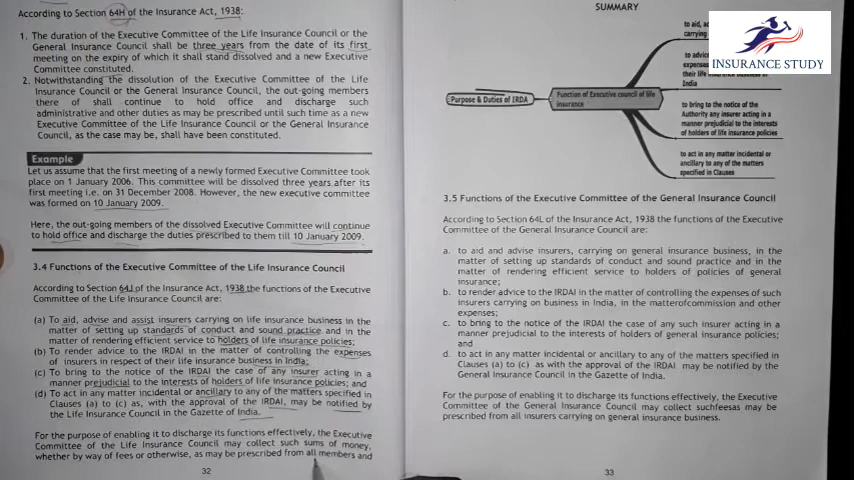 According to Section 64H of the Insurance Act, 1938:
1. The duration of the Executive Committee of the Life Insurance Council or the
General Insurance Council shall be three years from the date of its first
meeting on the expiry of which it shall stand dissolved and a new Executive
Committee constituted.
2. Notwithstanding the dissolution of the Executive Committee of the Life
Insurance Council or the General Insurance Council, the out-going members
there of shall continue to hold office and discharge such
administrative and other duties as may be prescribed until such time as a new
Executive Committee of the Life Insurance Council or the General Insurance
Council, as the case may be, shall have been constituted.
Example
Let us assume that the first meeting of a newly formed Executive Committee took
place on 1 January 2006. This committee will be dissolved three years after its
first meeting i.e. on 31 December 2008. However, the new executive committee
was formed on 10 January 2009.
Here, the out-going members of the dissolved Executive Committee will continue
to hold office and discharge the duties prescribed to them till 10 January 2009.
3.4 Functions of the Executive Committee of the Life Insurance Council
According to Section 64J of the Insurance Act, 1938 the functions of the Executive
Committee of the Life Insurance Council are:
(a) To aid, advise and assist insurers carrying on life insurance business in the
matter of setting up standards of conduct and sound practice and in the
matter of rendering efficient service to holders of life insurance policies;
(b) To render advice to the IRDAI in the matter of controlling the expenses
of insurers in respect of their life insurance business in India;
(c) To bring to the notice of the IRDAI the case of any insurer acting in a
manner prejudicial to the interests of holders of life insurance policies; and
(d) To act in any matter incidental or ancillary to any of the matters specified in
Clauses (a) to (c) as, with the approval of the IRDAI, may be notified by
the Life Insurance Council in the Gazette of India.
For the purpose of enabling it to discharge its functions effectively, the Executive
Committee of the Life Insurance Council may collect such sums of money,
whether by way of fees or otherwise, as may be prescribed from all members and
32
SUMMARY
Purpose & Duties of IRDA
Function of Executive council of life
insurance
to aid,
carrying
to advice
expenses
their life
India
to bring to the notice of the
Authority any insurer acting in a
manner prejudicial to the interests
of holders of life insurance policies
to act in any matter incidental or
ancillary to any of the matters
specified in Clauses
INSURANCE STUDY
3.5 Functions of the Executive Committee of the General Insurance Council
According to Section 64L of the Insurance Act, 1938 the functions of the Executive
Committee of the General Insurance Council are:
a. to aid and advise insurers, carrying on general insurance business, in the
matter of setting up standards of conduct and sound practice and in the
matter of rendering efficient service to holders of policies of general
insurance;
b. to render advice to the IRDAI in the matter of controlling the expenses of such
insurers carrying on business in India, in the matterofcommission and other
expenses;
c. to bring to the notice of the IRDAI the case of any such insurer acting in a
manner prejudicial to the interests of holders of general insurance policies;
and
d. to act in any matter incidental or ancillary to any of the matters specified in
Clauses (a) to (c) as with the approval of the IRDAI may be notified by the
General Insurance Council in the Gazette of India.
For the purpose of enabling it to discharge its functions effectively, the Executive
Committee of the General Insurance Council may collect suchfeesas may be
prescribed from all insurers carrying on general insurance business.
33